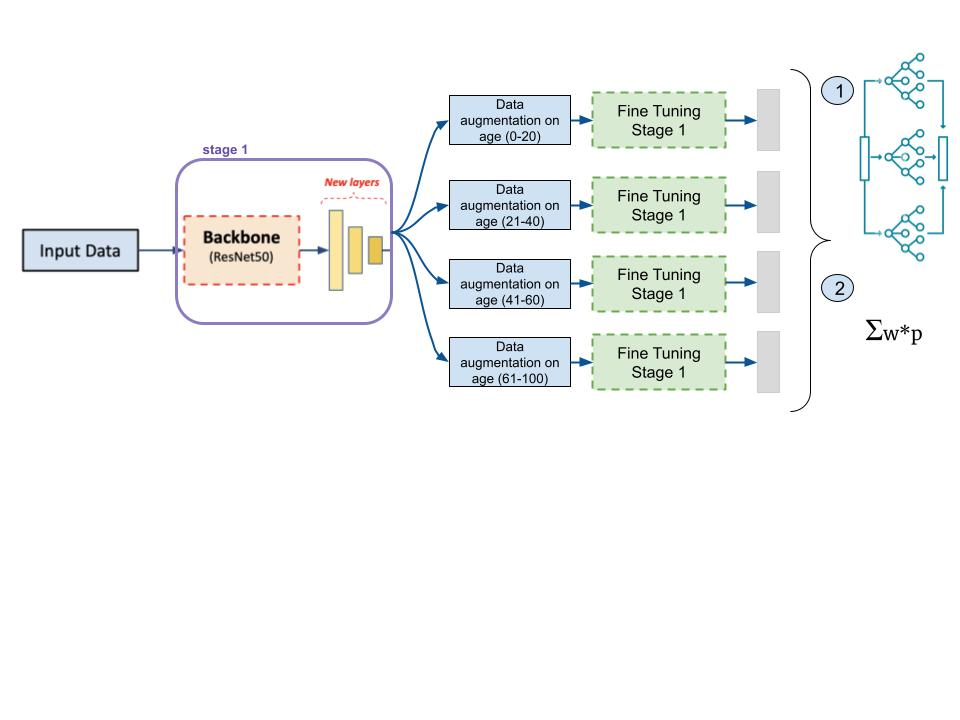 stage 1
Input Data
Backbone
(ResNet50)
New layers
Data
augmentation on
age (0-20)
Fine Tuning
Stage 1
Data
augmentation on
age (21-40)
Fine Tuning
Stage 1
Data
augmentation on
age (41-60)
Fine Tuning
Stage 1
Data
augmentation on
age (61-100)
Fine Tuning
Stage 1
1
2
Σw*p